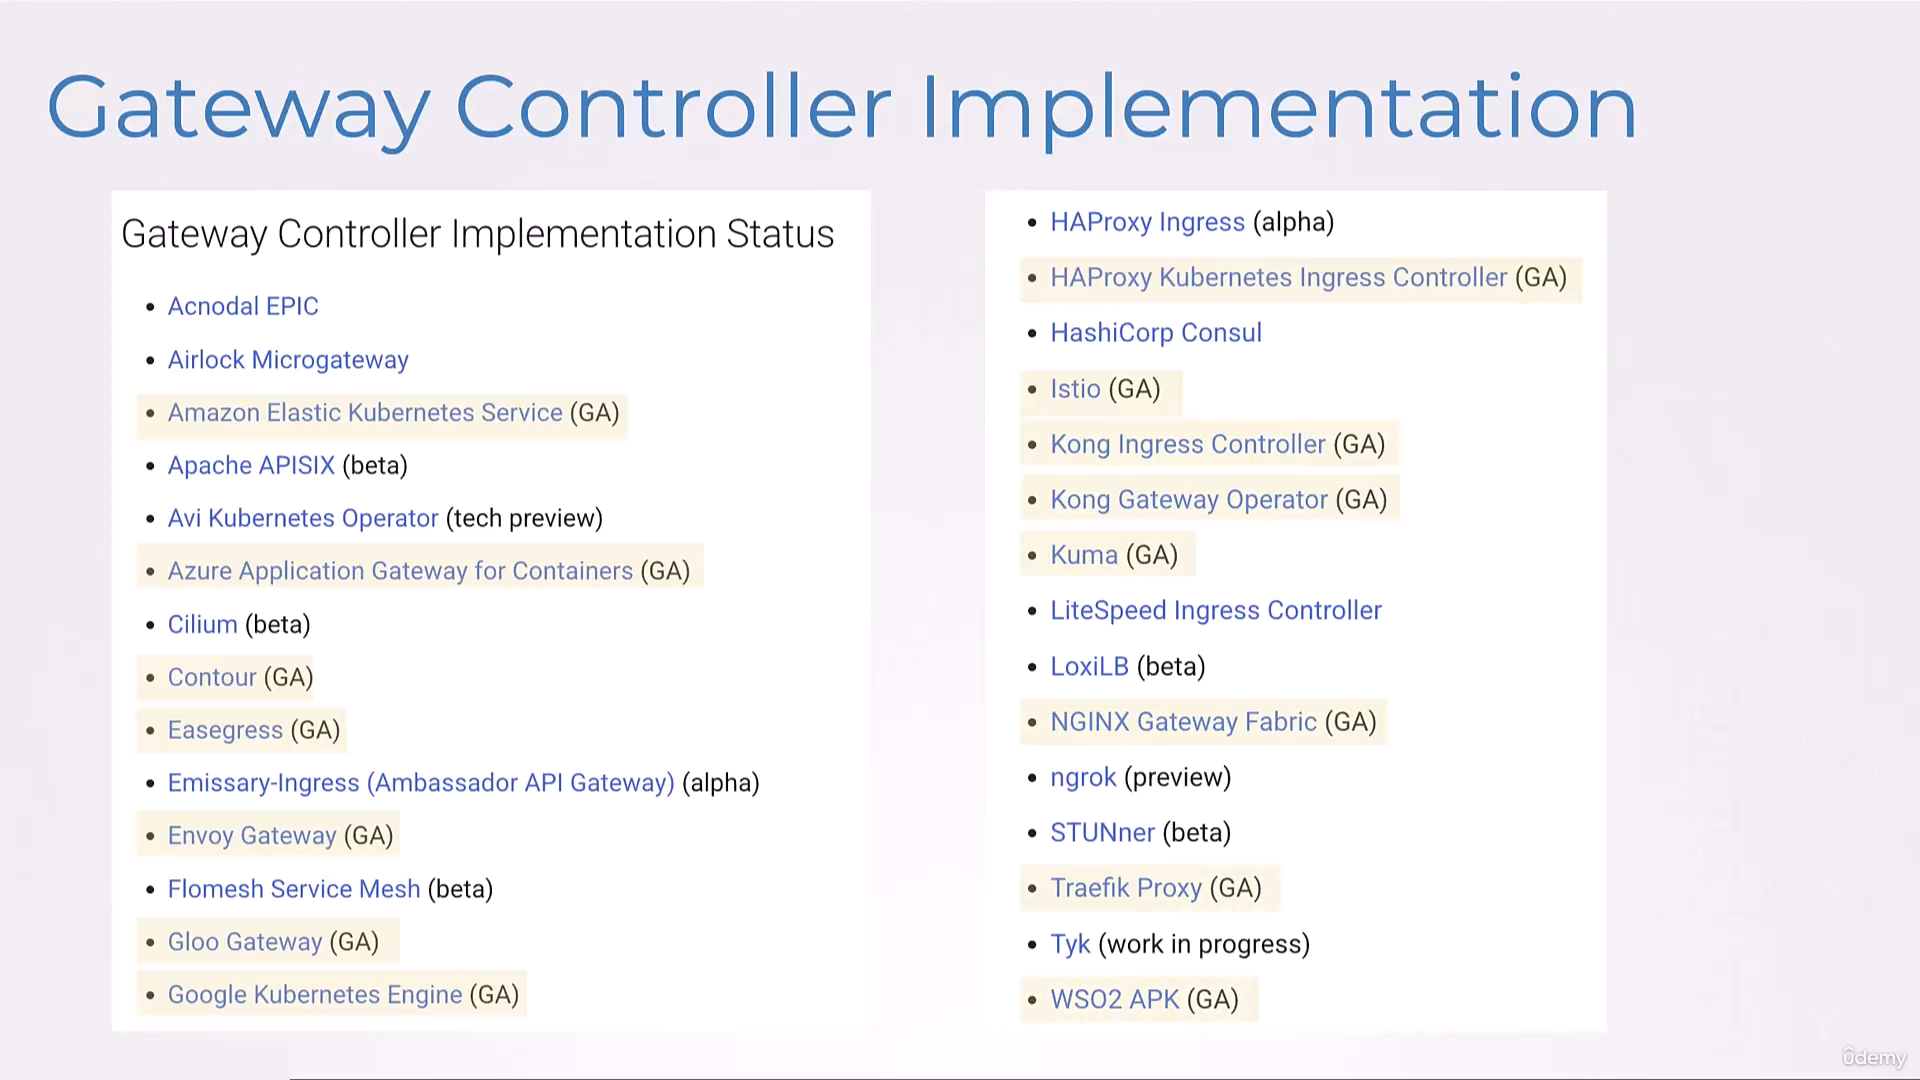 Gateway Controller Implementation
Gateway Controller Implementation Status
• Acnodal EPIC
• Airlock Microgateway
• Amazon Elastic Kubernetes Service (GA)
• Apache APISIX (beta)
• Avi Kubernetes Operator (tech preview)
• Azure Application Gateway for Containers (GA)
• Cilium (beta)
• Contour (GA)
• Easegress (GA)
• Emissary-Ingress (Ambassador API Gateway) (alpha)
• Envoy Gateway (GA)
• Flomesh Service Mesh (beta)
• Gloo Gateway (GA)
• Google Kubernetes Engine (GA)
• HAProxy Ingress (alpha)
• HAProxy Kubernetes Ingress Controller (GA)
• HashiCorp Consul
• Istio (GA)
• Kong Ingress Controller (GA)
• Kong Gateway Operator (GA)
• Kuma (GA)
• LiteSpeed Ingress Controller
• LoxiLB (beta)
• NGINX Gateway Fabric (GA)
• ngrok (preview)
• STUNner (beta)
• Traefik Proxy (GA)
• Tyk (work in progress)
• WSO2 APK (GA)
ûdemy